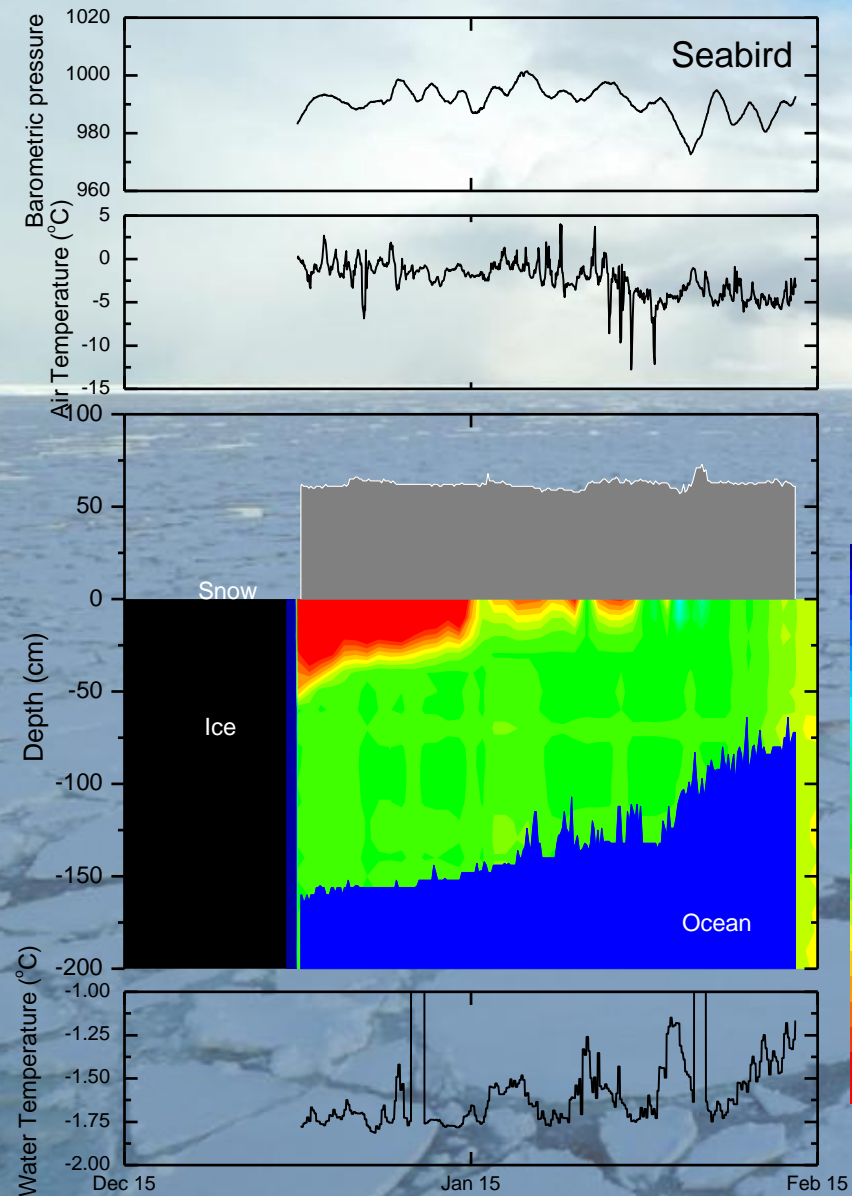 1020
1000
980
960
Barometric pressure
Seabird
5
0
-5
-10
-15
Air Temperature (°C)
100
50
0
-50
-100
-150
-200
Depth (cm)
Snow
Ice
Ocean
-1.00
-1.25
-1.50
-1.75
-2.00
Water Temperature (°C)
Dec 15
Jan 15
Feb 15